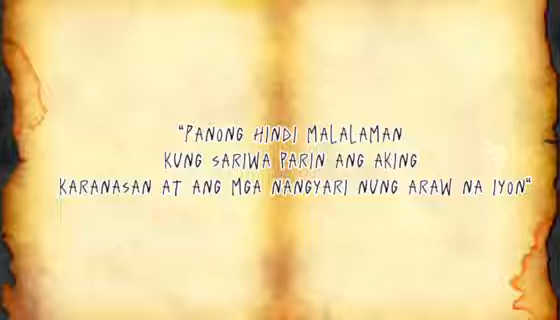 "PANONG HINDI MALALAMAN
KUNG SARIWA PARIN ANG AKING
KARANASAN AT ANG MGA NANGYARI NUNG ARAW NA IYON"